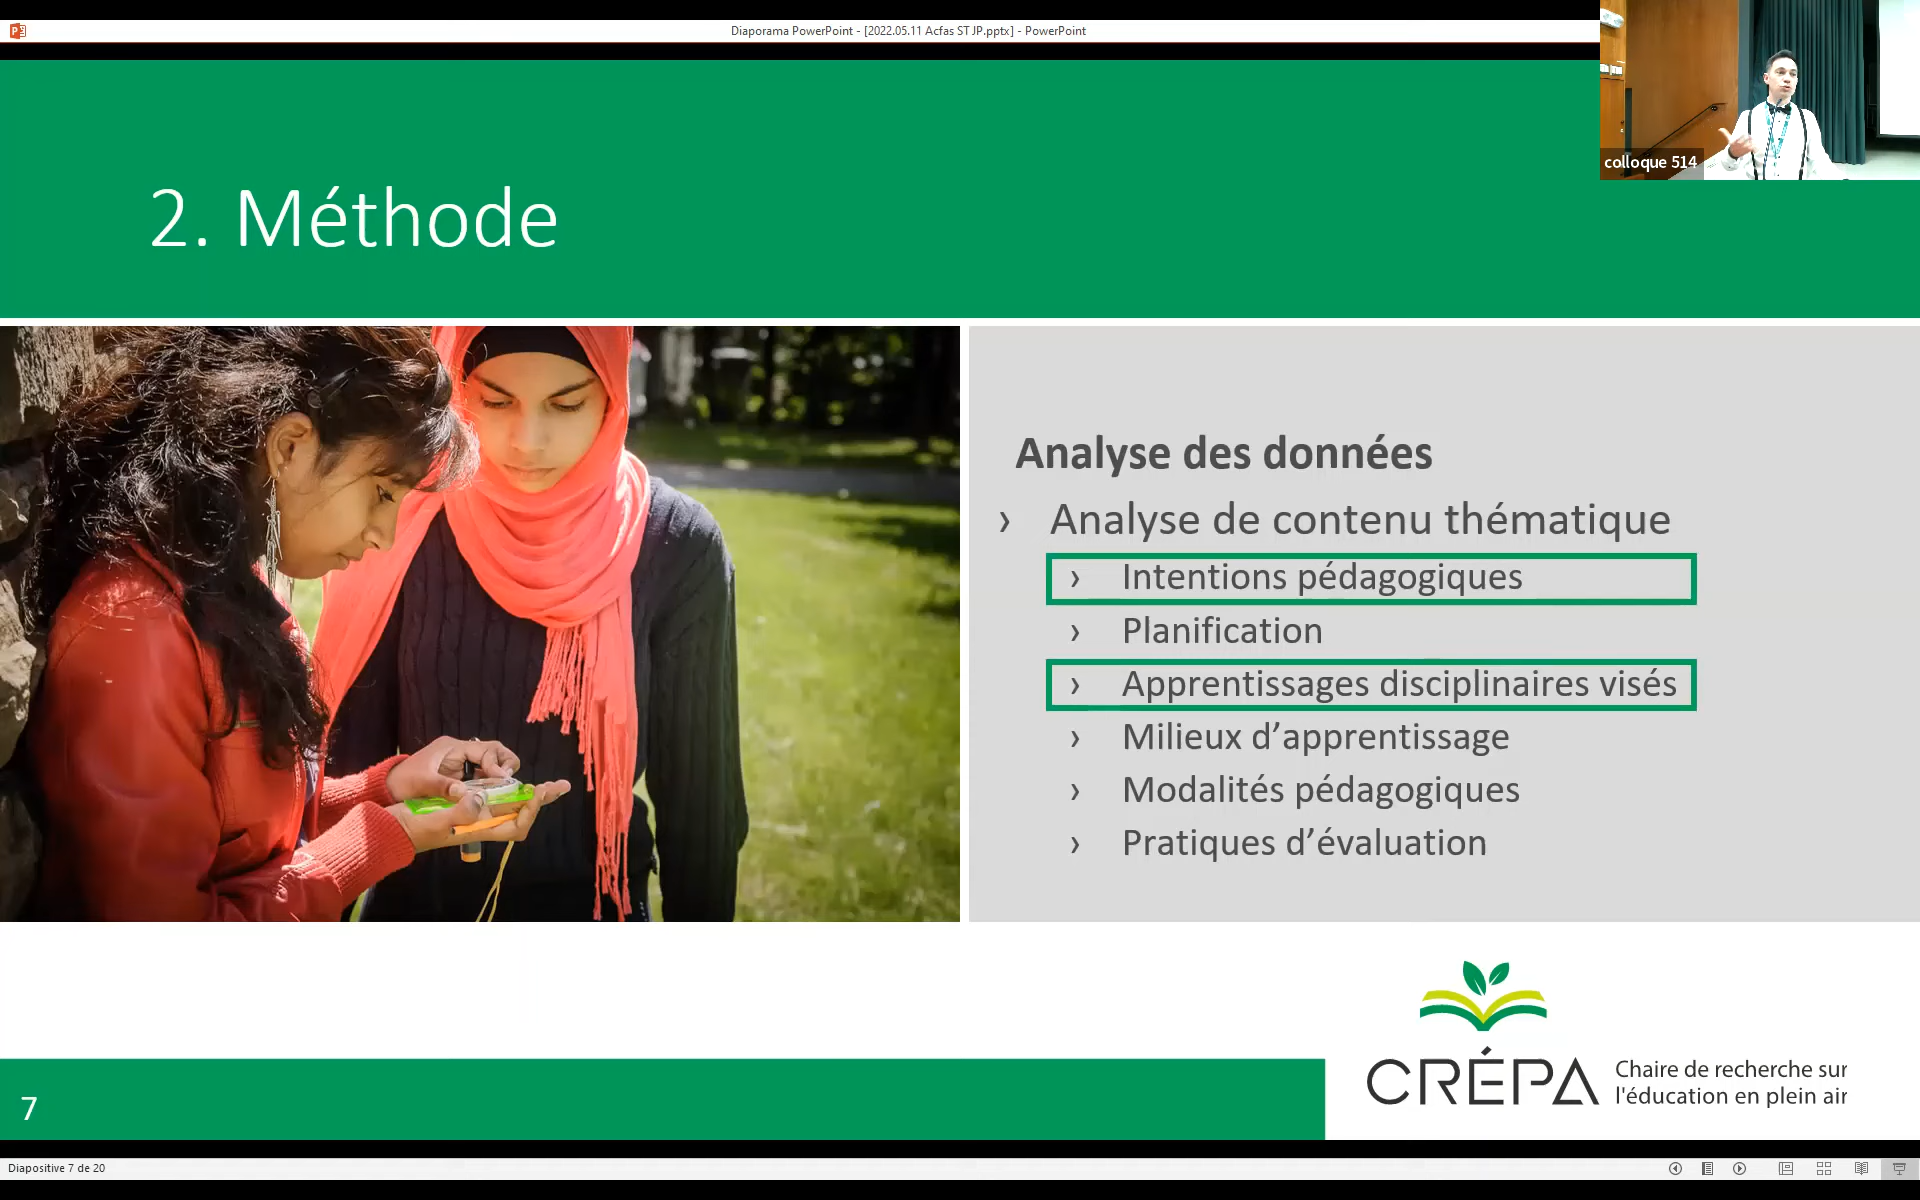 Diaporama PowerPoint - [2022.05.11 Acfas ST JP.pptx] - PowerPoint
colloque 514
2. Méthode
Analyse des données
› Analyse de contenu thématique
› Intentions pédagogiques
› Planification
› Apprentissages disciplinaires visés
› Milieux d’apprentissage
› Modalités pédagogiques
› Pratiques d’évaluation
CRÉPA
Chaire de recherche sur
l'éducation en plein air
7
Diapositive 7 de 20